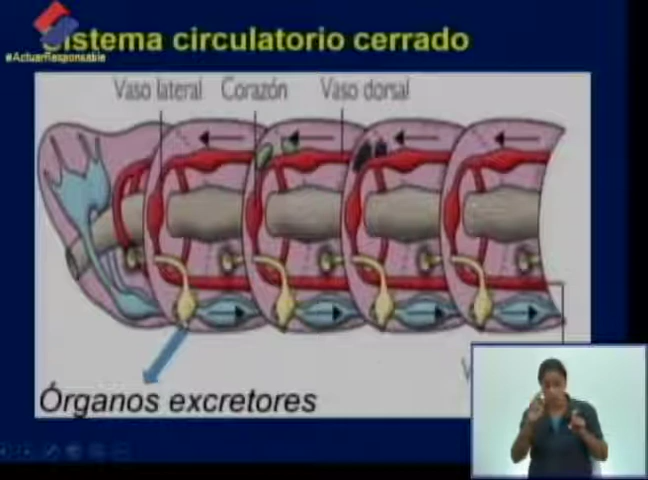 Sistema circulatorio cerrado
#ActuarResponsable
Vaso lateral Corazón Vaso dorsal
Órganos excretores